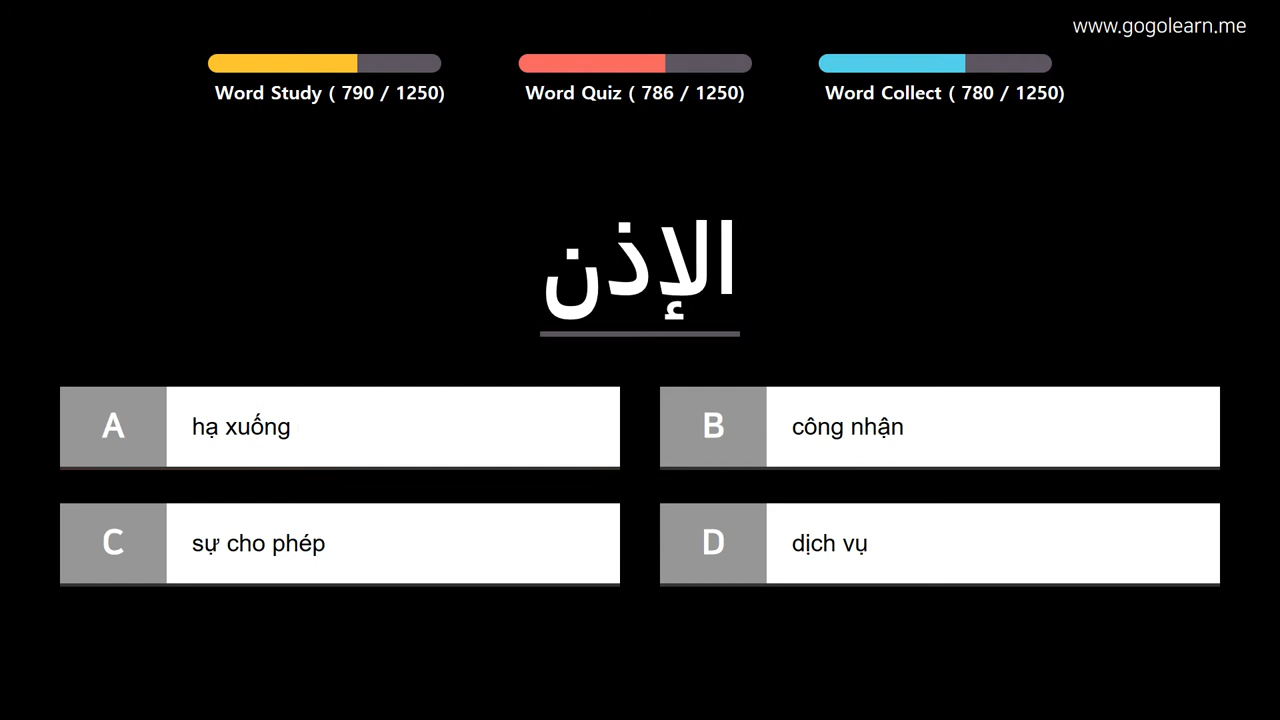 www.gogolearn.me
Word Study ( 790 / 1250)
Word Quiz ( 786 / 1250)
Word Collect ( 780 / 1250)
الإذن
A
hạ xuống
B
công nhận
C
sự cho phép
D
dịch vụ